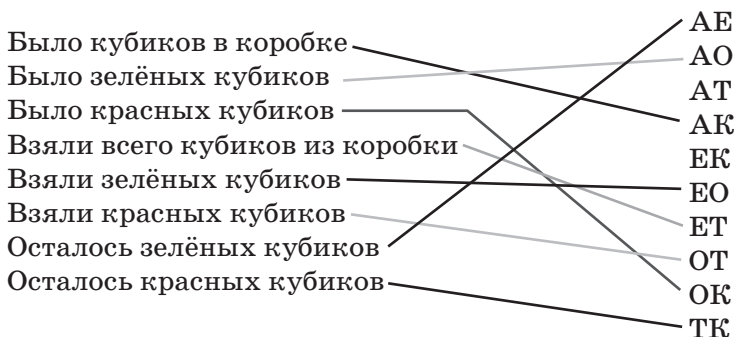 Было кубиков в коробке
Было зелёных кубиков
Было красных кубиков
Взяли всего кубиков из коробки
Взяли зелёных кубиков
Взяли красных кубиков
Осталось зелёных кубиков
Осталось красных кубиков
АЕ
АО
АТ
АК
ЕК
ЕО
ЕТ
ОТ
ОК
ТК